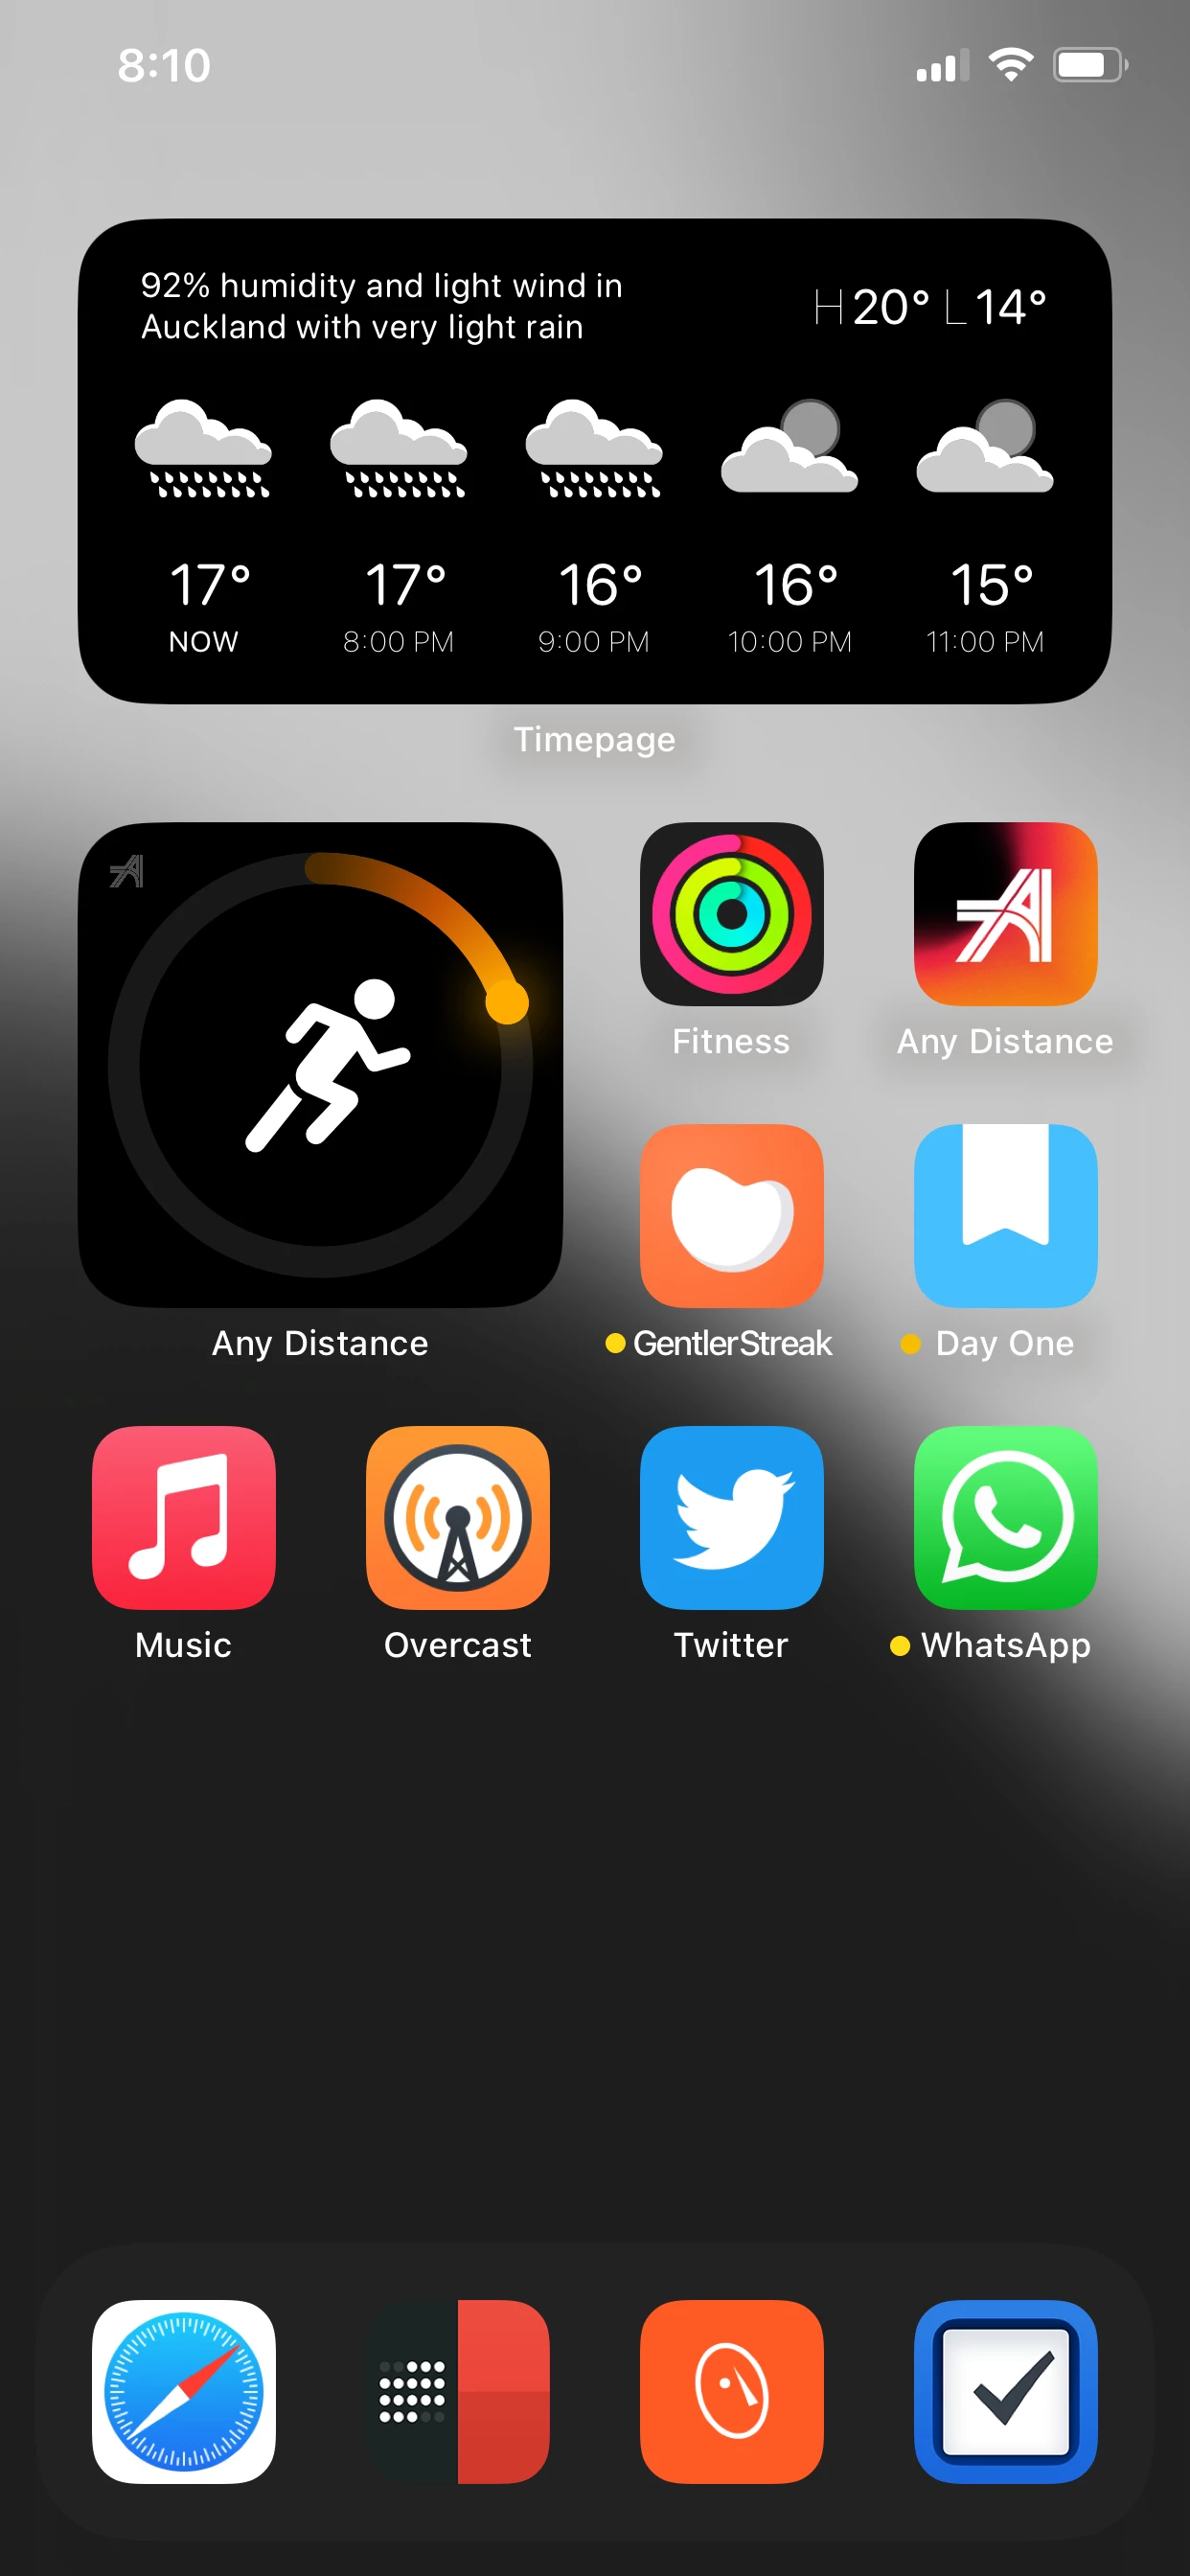 8:10
92% humidity and light wind in
Auckland with very light rain
H 20° L 14°
17° 17° 16° 16° 15°
NOW 8:00 PM 9:00 PM 10:00 PM 11:00 PM
Timepage
Fitness
Any Distance
Any Distance
Gentler Streak
Day One
Music
Overcast
Twitter
WhatsApp